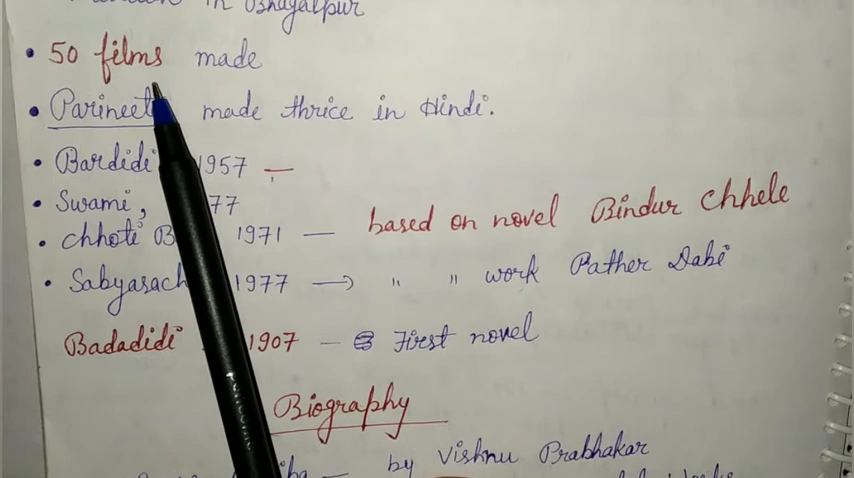 in Bhagalpur
• 50 films made
• Parineet made thrice in Hindi.
• Bardidi 1957 —
• Swami, 77
• Chhoti B 1971 — based on novel Bindur Chhele
• Sabyasach 1977 → " " work Pather Dabi
Badadidi 1907 — First novel
Biography
— by Vishnu Prabhakar